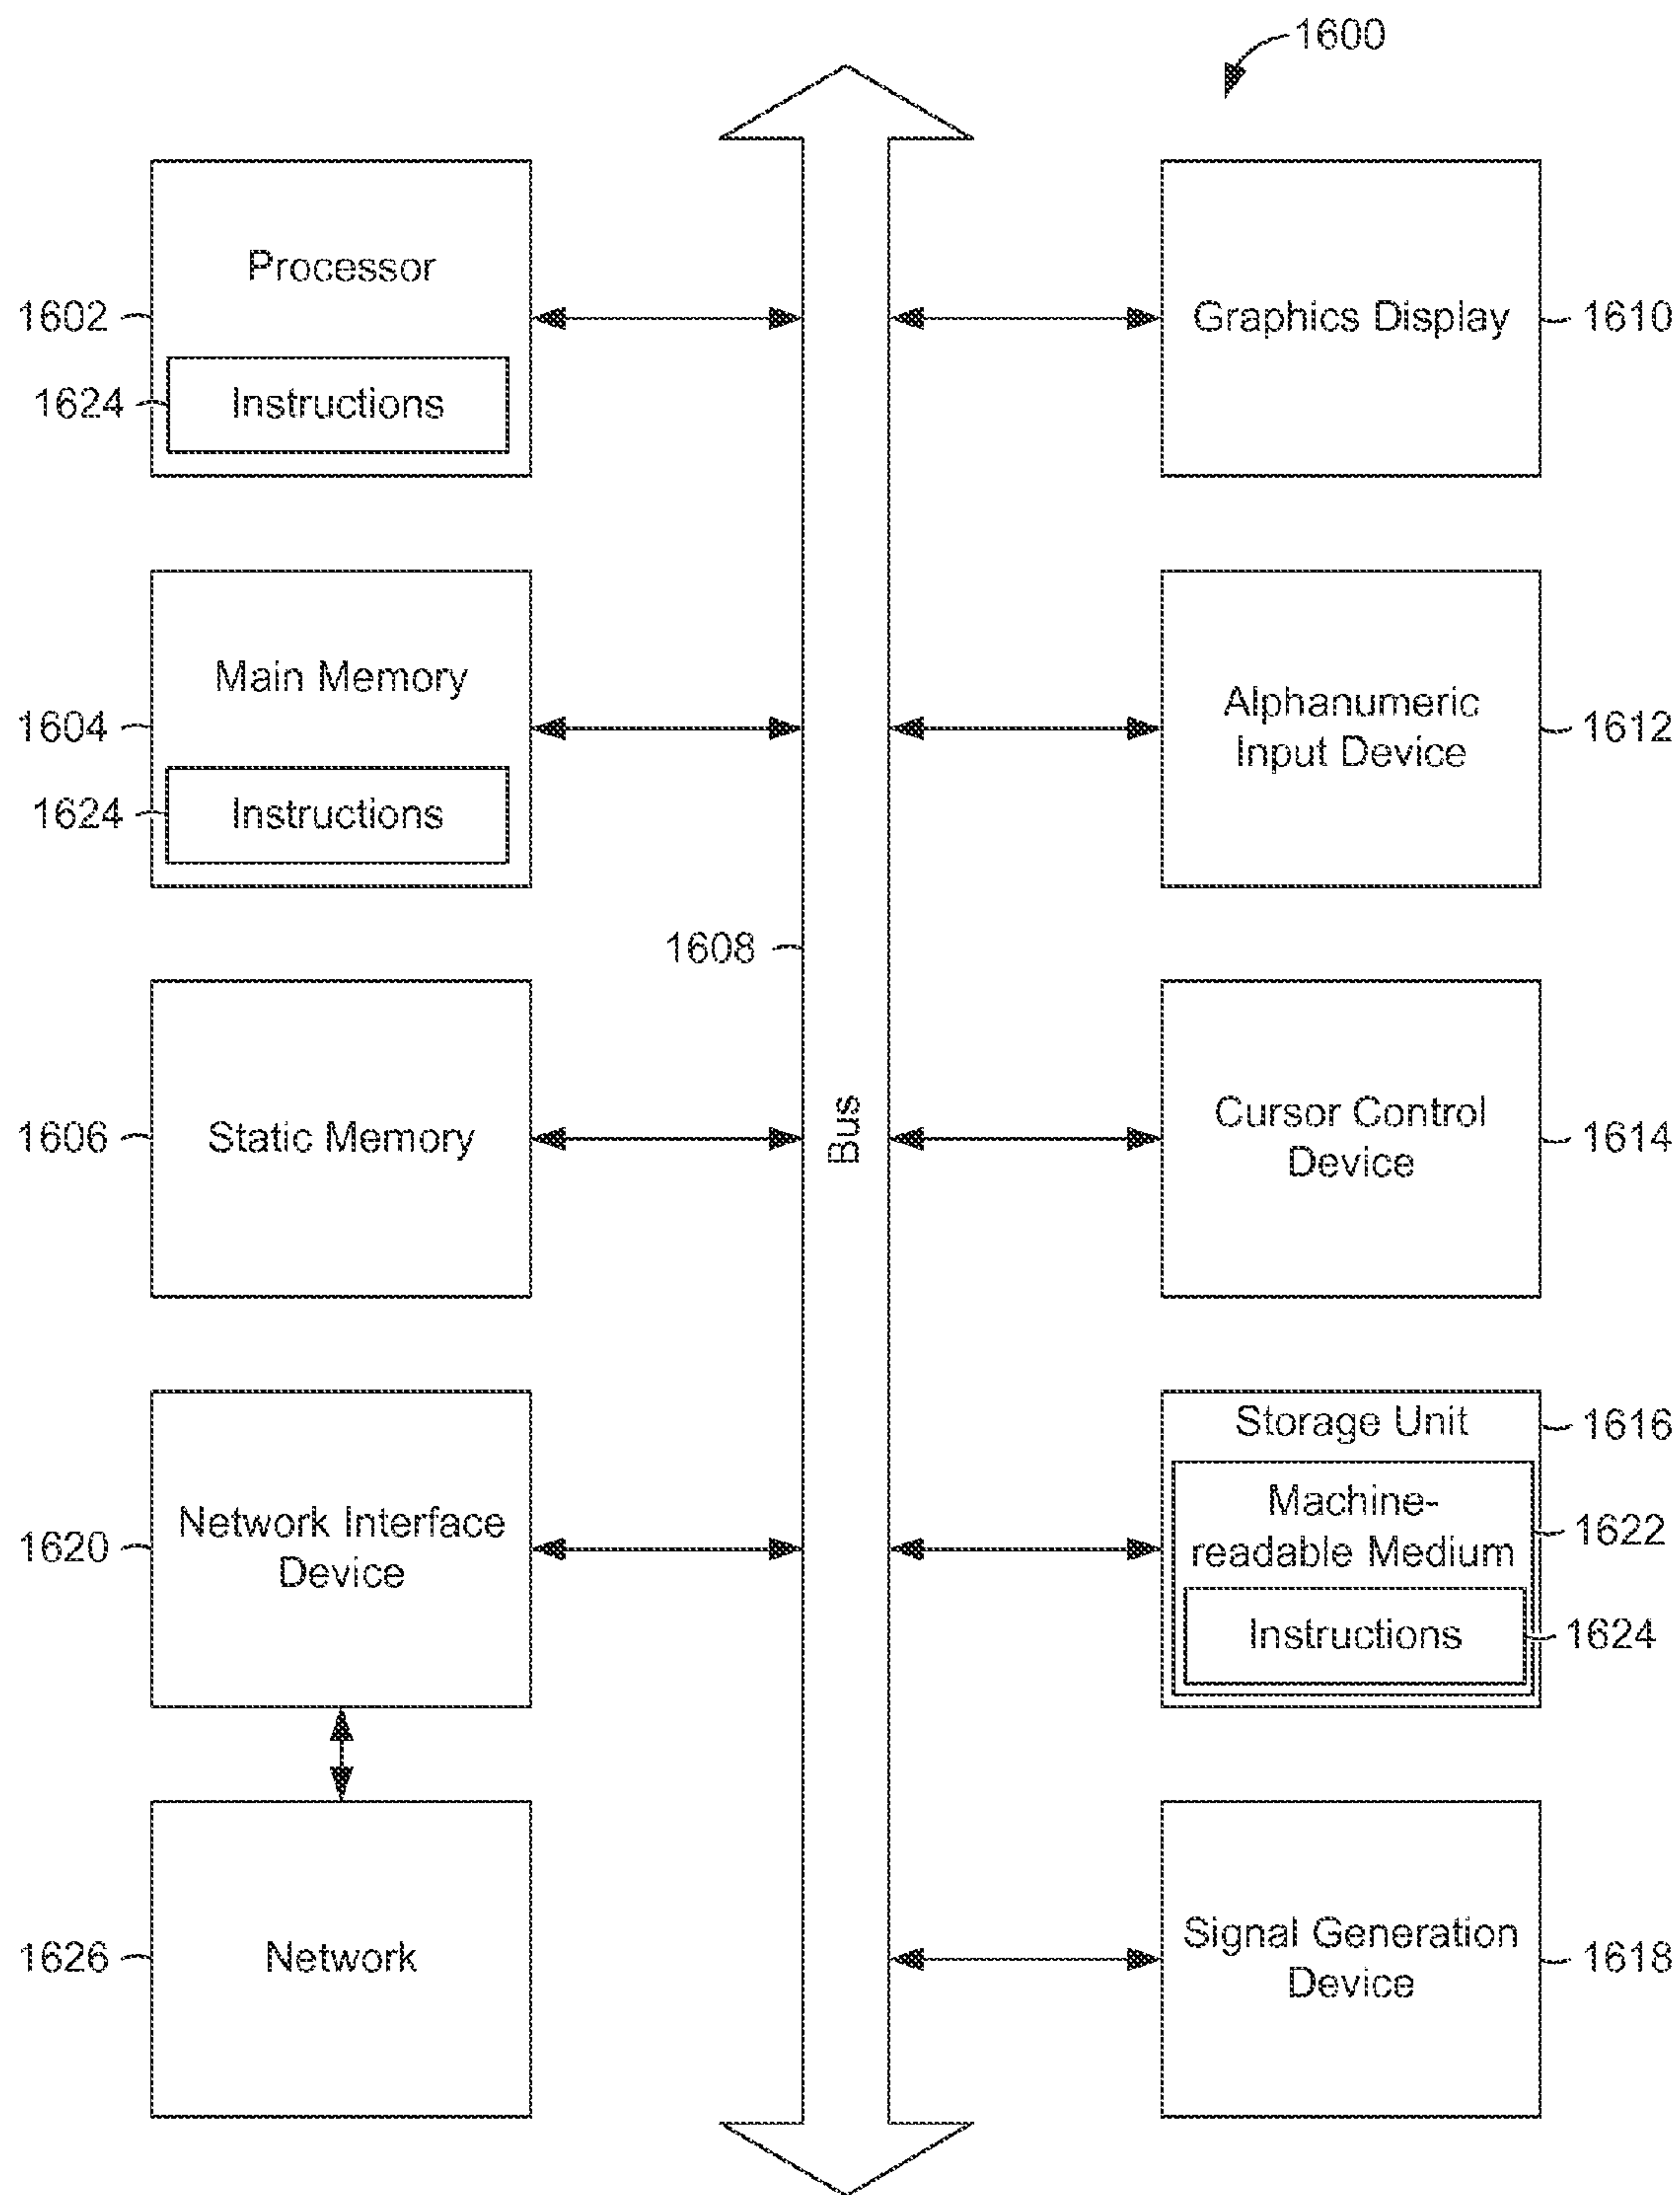 1600
Processor
1602
1624
Instructions
Graphics Display
1610
Main Memory
1604
1624
Instructions
Alphanumeric
Input Device
1612
1608
Bus
Static Memory
1606
Cursor Control
Device
1614
Network Interface
Device
1620
Storage Unit
1616
Machine-
readable Medium
1622
Instructions
1624
Network
1626
Signal Generation
Device
1618